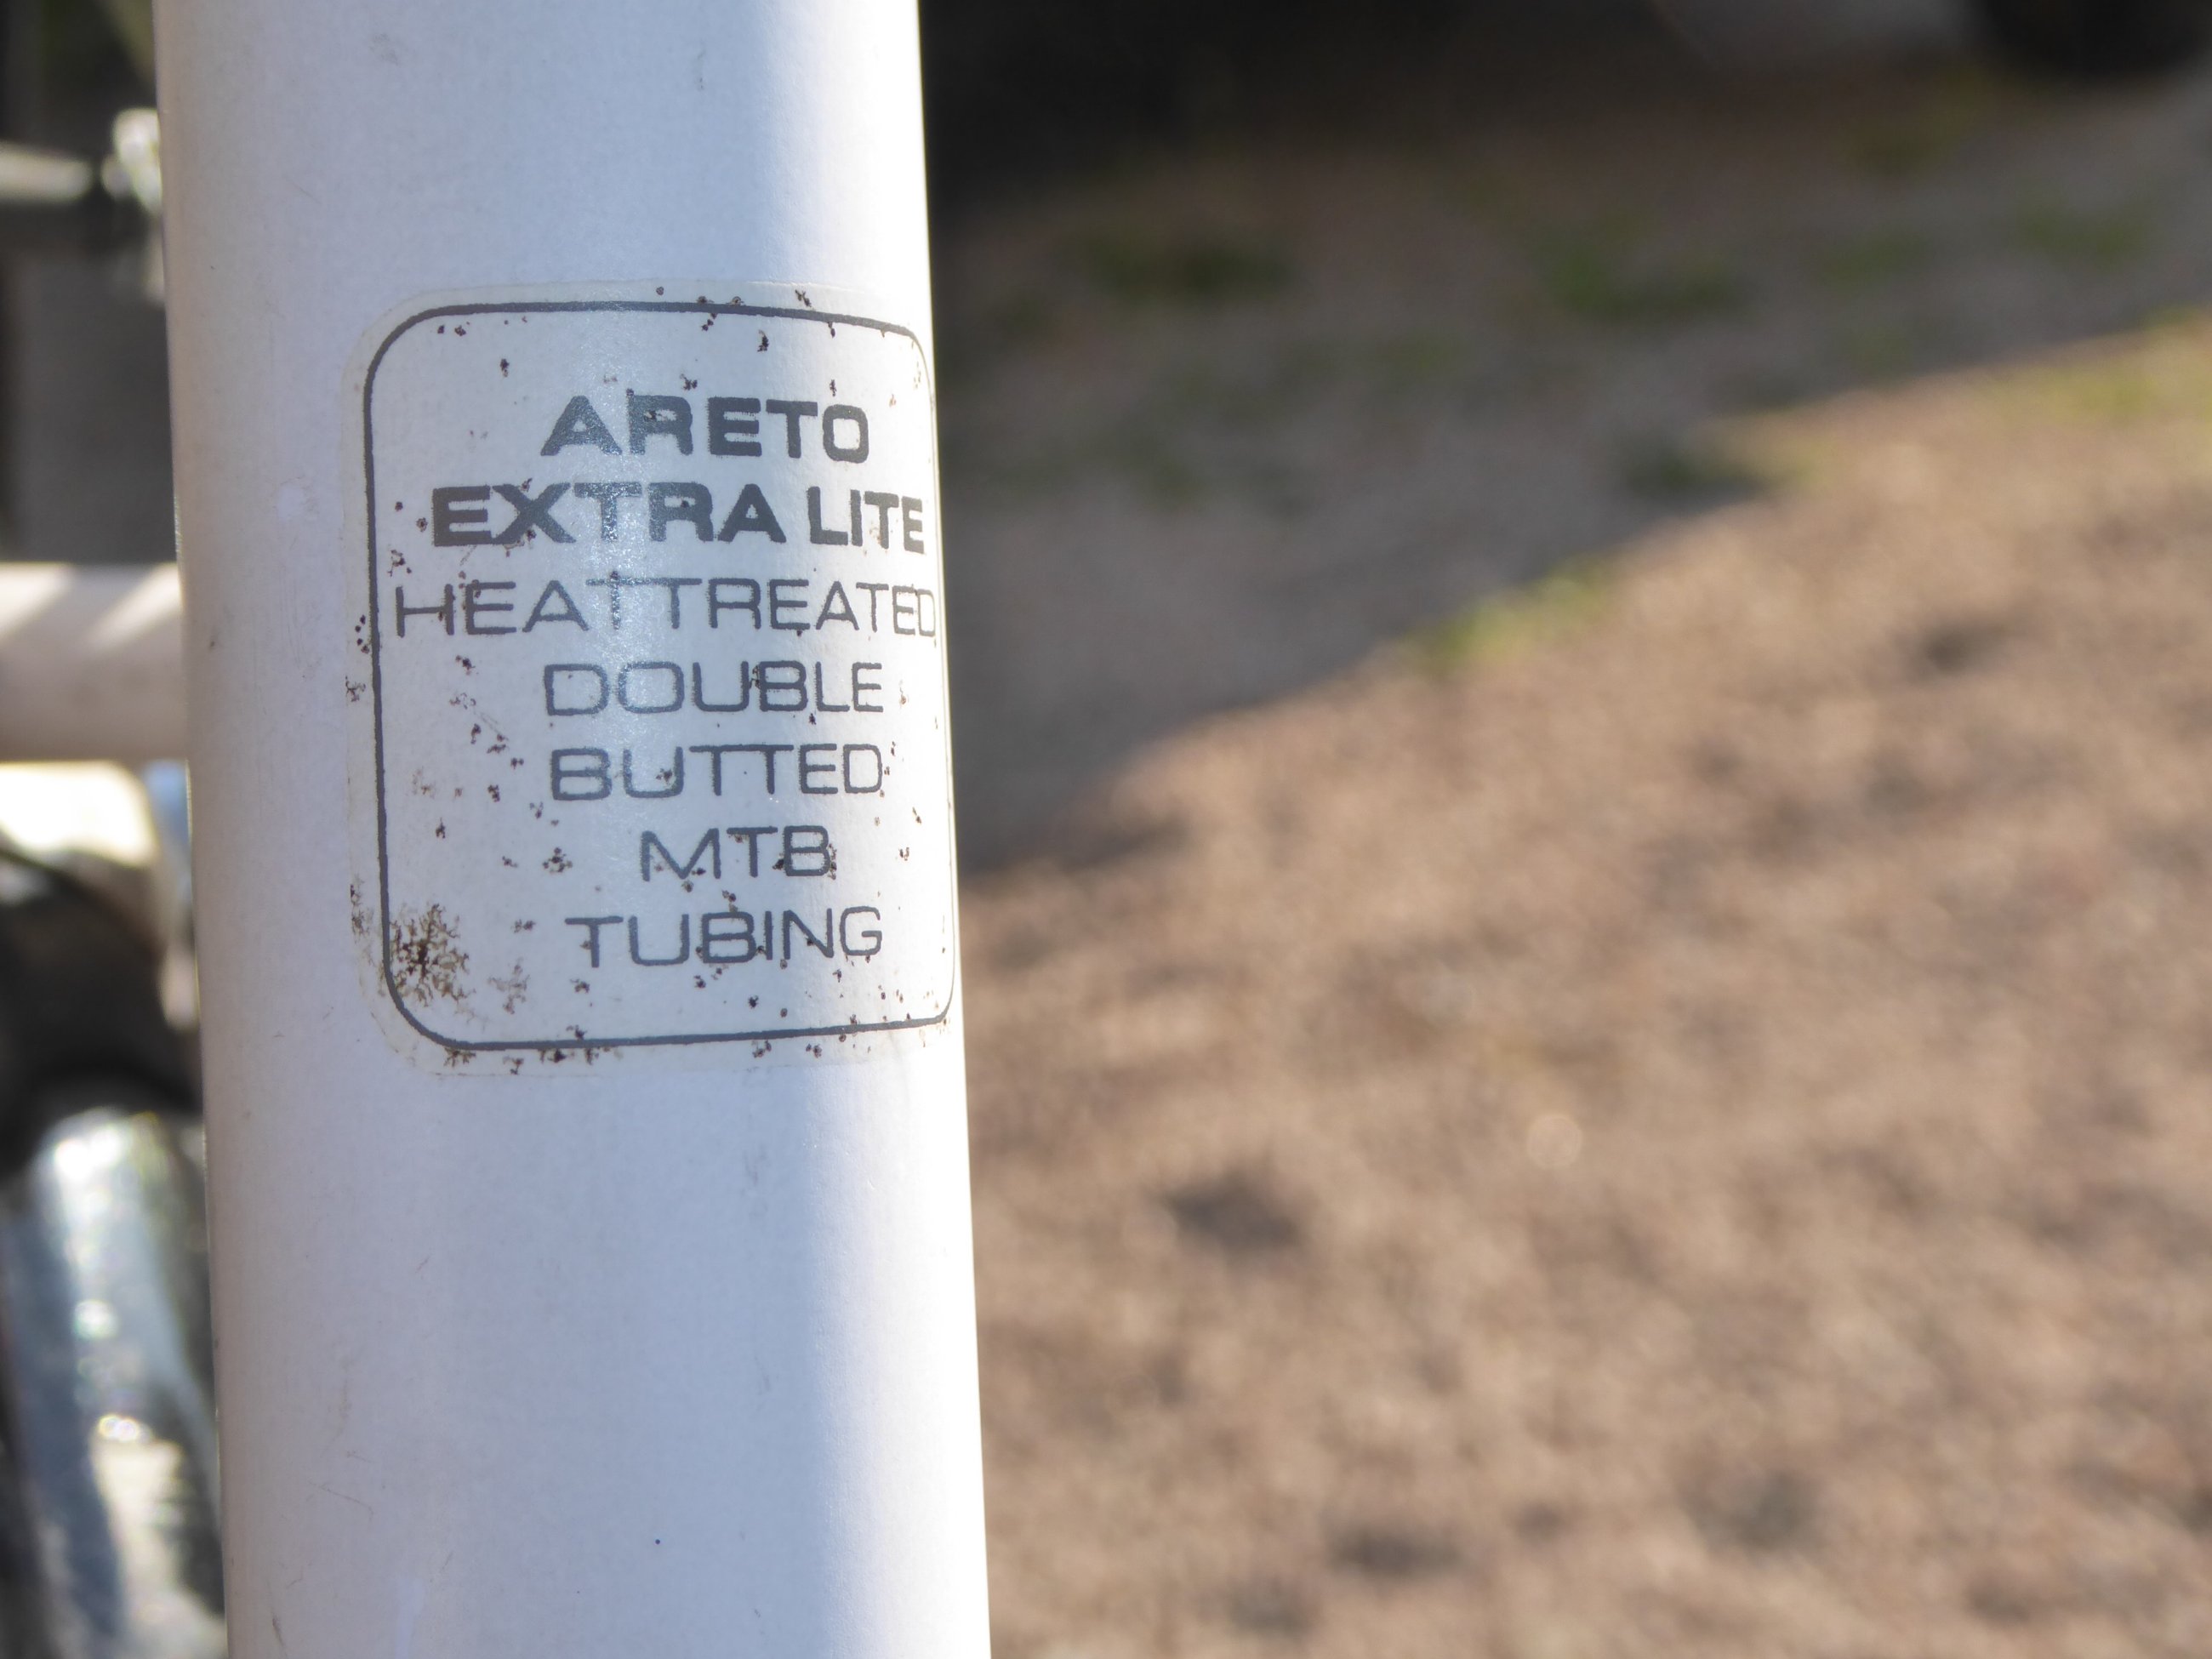 ARETO
EXTRA LITE
HEATTREATED
DOUBLE
BUTTED
MTB
TUBING